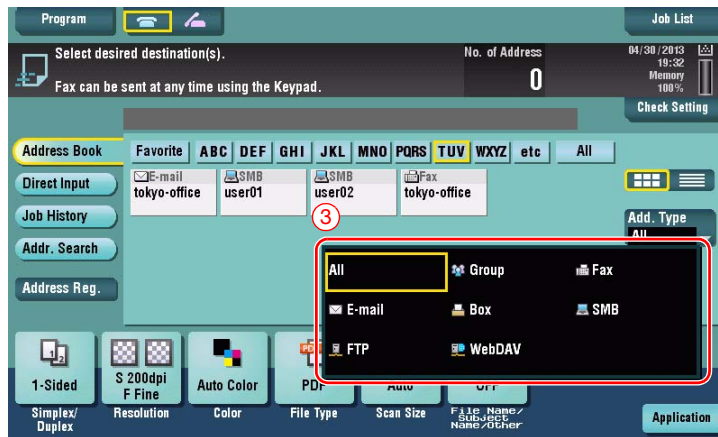 Program
Job List
Select desired destination(s).
Fax can be sent at any time using the Keypad.
No. of Address
0
04/30/2013
19:32
Memory
100%
Check Setting
Address Book
Favorite ABC DEF GHI JKL MNO PQRS TUV WXYZ etc All
Direct Input
Job History
Addr. Search
Address Reg.
E-mail
tokyo-office
SMB
user01
SMB
user02
Fax
tokyo-office
Add. Type
All
3
All
Group
Fax
E-mail
Box
SMB
FTP
WebDAV
1-Sided
S 200dpi
F Fine
Auto Color
PDF
Auto
OFF
Simplex/
Duplex
Resolution
Color
File Type
Scan Size
File Name/
Subject
Name/Other
Application